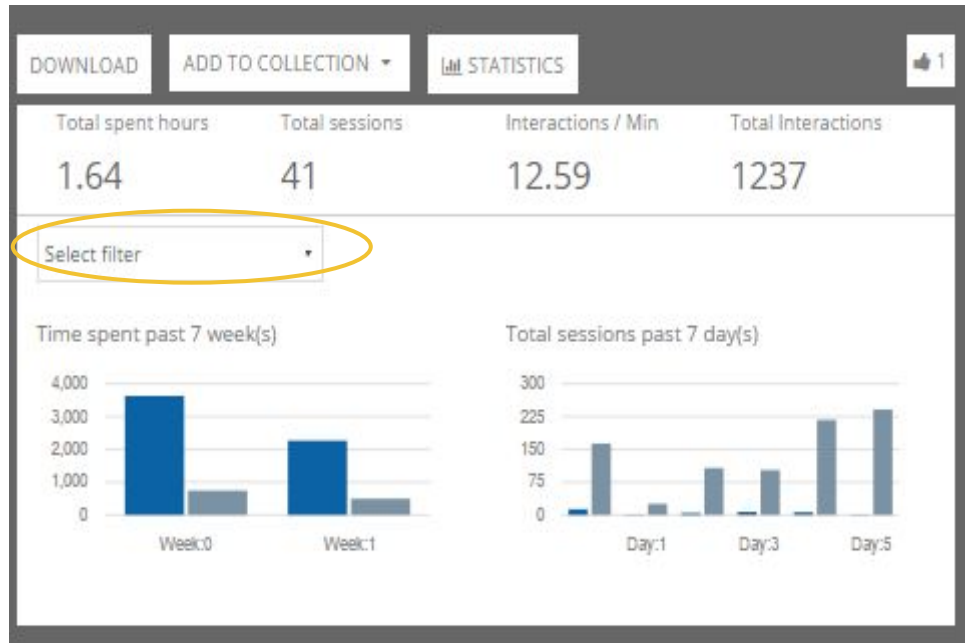 DOWNLOAD
ADD TO COLLECTION
STATISTICS
1
Total spent hours
Total sessions
Interactions / Min
Total Interactions
1.64
41
12.59
1237
Select filter
Time spent past 7 week(s)
4,000
3,000
2,000
1,000
0
Week:0
Week:1
Total sessions past 7 day(s)
300
225
150
75
0
Day:1
Day:3
Day:5